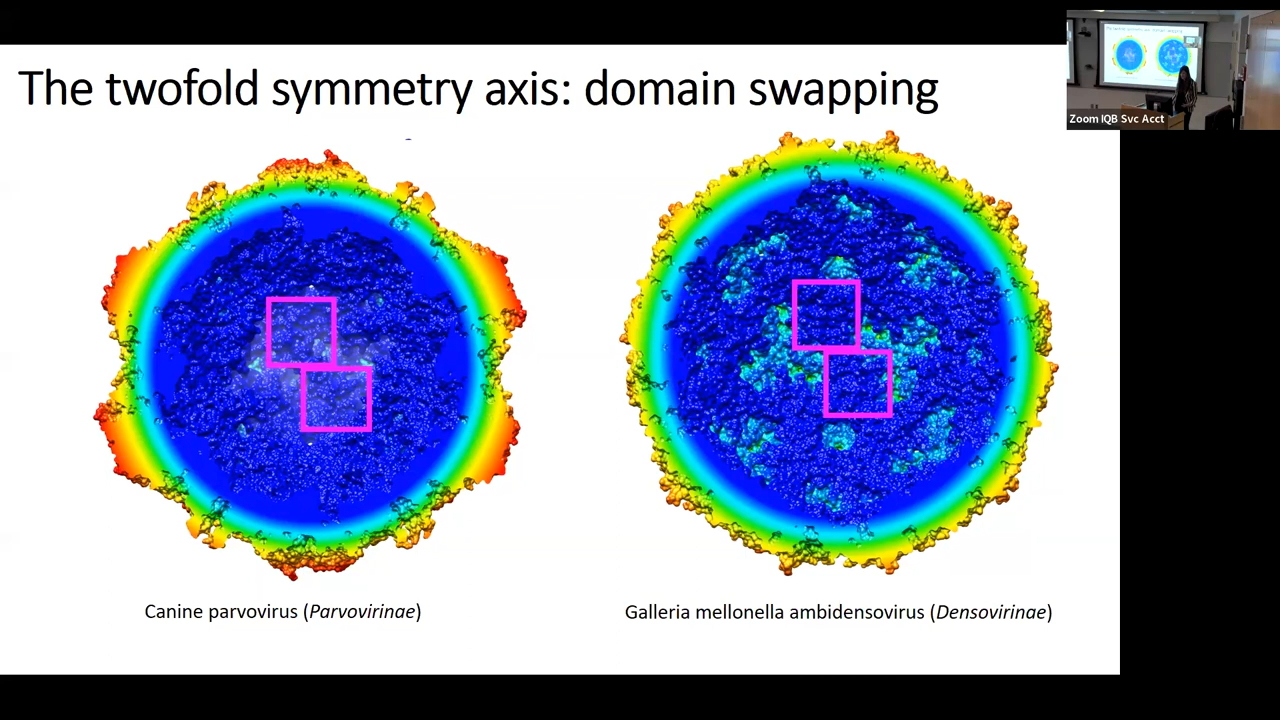 The twofold symmetry axis: domain swapping
Zoom IQB Svc Acct
Canine parvovirus (Parvovirinae)
Galleria mellonella ambidensovirus (Densovirinae)